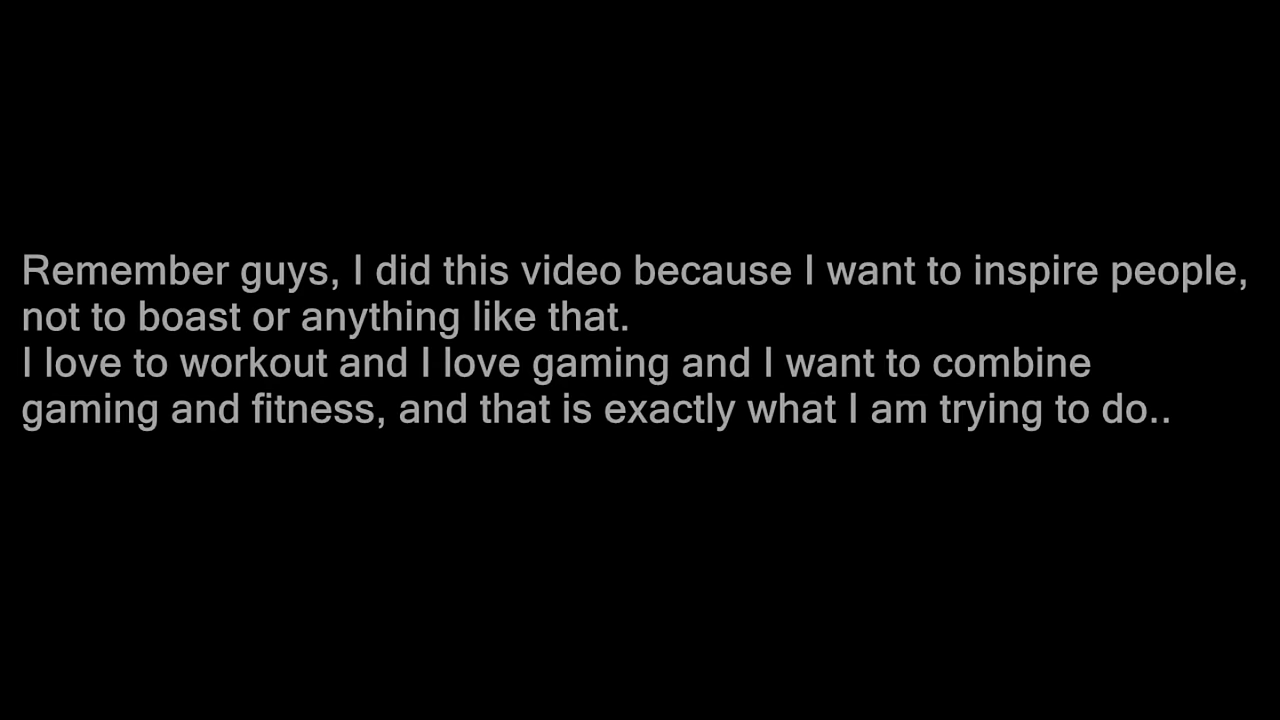 Remember guys, I did this video because I want to inspire people,
not to boast or anything like that.
I love to workout and I love gaming and I want to combine
gaming and fitness, and that is exactly what I am trying to do..